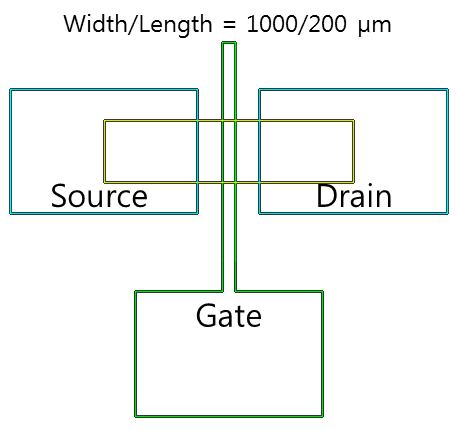 Width/Length = 1000/200 μm
Source
Drain
Gate